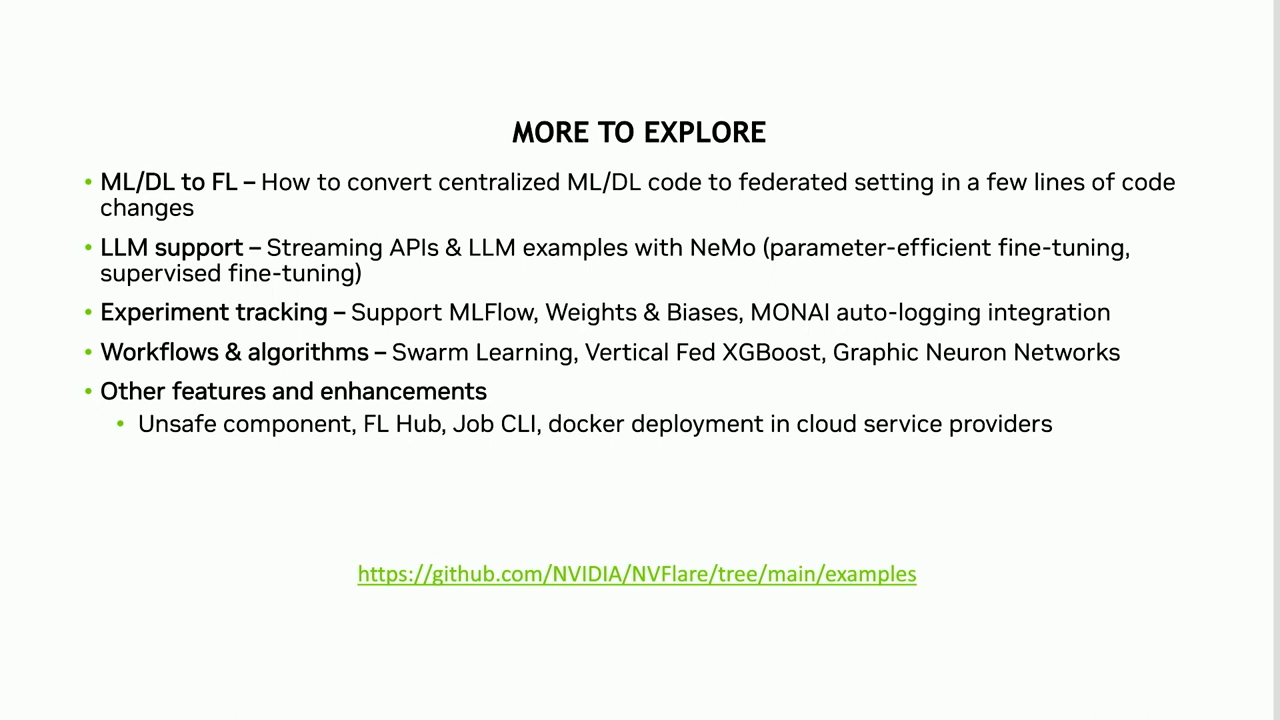 MORE TO EXPLORE
• ML/DL to FL – How to convert centralized ML/DL code to federated setting in a few lines of code
changes
• LLM support – Streaming APIs & LLM examples with NeMo (parameter-efficient fine-tuning,
supervised fine-tuning)
• Experiment tracking – Support MLFlow, Weights & Biases, MONAI auto-logging integration
• Workflows & algorithms – Swarm Learning, Vertical Fed XGBoost, Graphic Neuron Networks
• Other features and enhancements
• Unsafe component, FL Hub, Job CLI, docker deployment in cloud service providers
https://github.com/NVIDIA/NVFlare/tree/main/examples